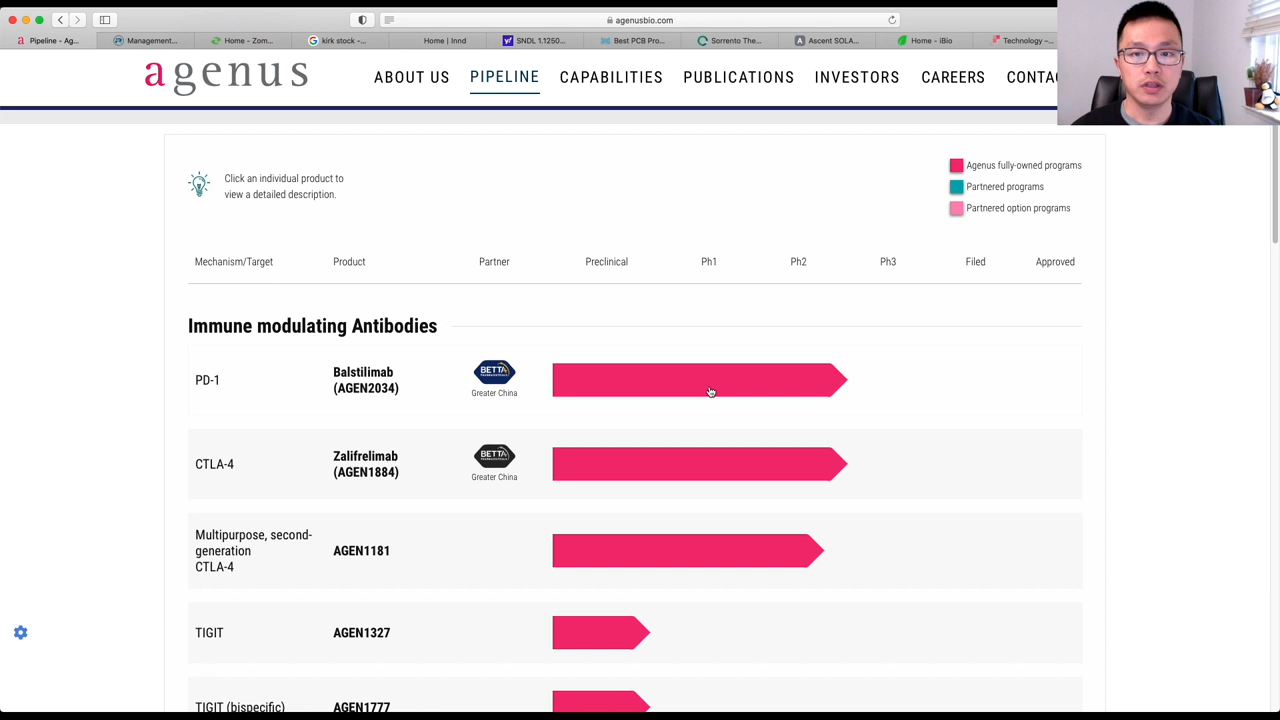 agenusbio.com
Pipeline - Ag...
Management...
Home - Zom...
kirk stock -...
Home | Innd
SNDL 1.1250...
Best PCB Pro...
Sorrento The...
Ascent SOLA...
Home - iBio
Technology –...
agenus
ABOUT US
PIPELINE
CAPABILITIES
PUBLICATIONS
INVESTORS
CAREERS
CONTAC
Click an individual product to
view a detailed description.
Agenus fully-owned programs
Partnered programs
Partnered option programs
Mechanism/Target
Product
Partner
Preclinical
Ph1
Ph2
Ph3
Filed
Approved
Immune modulating Antibodies
PD-1
Balstilimab
(AGEN2034)
BETTA
PHARMACEUTICALS
Greater China
CTLA-4
Zalifrelimab
(AGEN1884)
BETTA
PHARMACEUTICALS
Greater China
Multipurpose, second-
generation
CTLA-4
AGEN1181
TIGIT
AGEN1327
TIGIT (bispecific)
AGEN1777